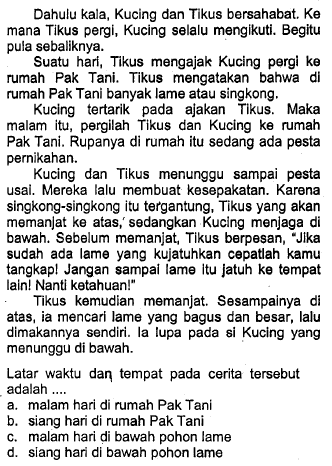 Dahulu kala, Kucing dan Tikus bersahabat. Ke
mana Tikus pergi, Kucing selalu mengikuti. Begitu
pula sebaliknya.
Suatu hari, Tikus mengajak Kucing pergi ke
rumah Pak Tani. Tikus mengatakan bahwa di
rumah Pak Tani banyak lame atau singkong.
Kucing tertarik pada ajakan Tikus. Maka
malam itu, pergilah Tikus dan Kucing ke rumah
Pak Tani. Rupanya di rumah itu sedang ada pesta
pernikahan.
Kucing dan Tikus menunggu sampai pesta
usai. Mereka lalu membuat kesepakatan. Karena
singkong-singkong itu tergantung, Tikus yang akan
memanjat ke atas, sedangkan Kucing menjaga di
bawah. Sebelum memanjat, Tikus berpesan, "Jika
sudah ada lame yang kujatuhkan cepatlah kamu
tangkap! Jangan sampai lame itu jatuh ke tempat
lain! Nanti ketahuan!"
Tikus kemudian memanjat. Sesampainya di
atas, ia mencari lame yang bagus dan besar, lalu
dimakannya sendiri. Ia lupa pada si Kucing yang
menunggu di bawah.
Latar waktu dan tempat pada cerita tersebut
adalah ....
a. malam hari di rumah Pak Tani
b. siang hari di rumah Pak Tani
c. malam hari di bawah pohon lame
d. siang hari di bawah pohon lame